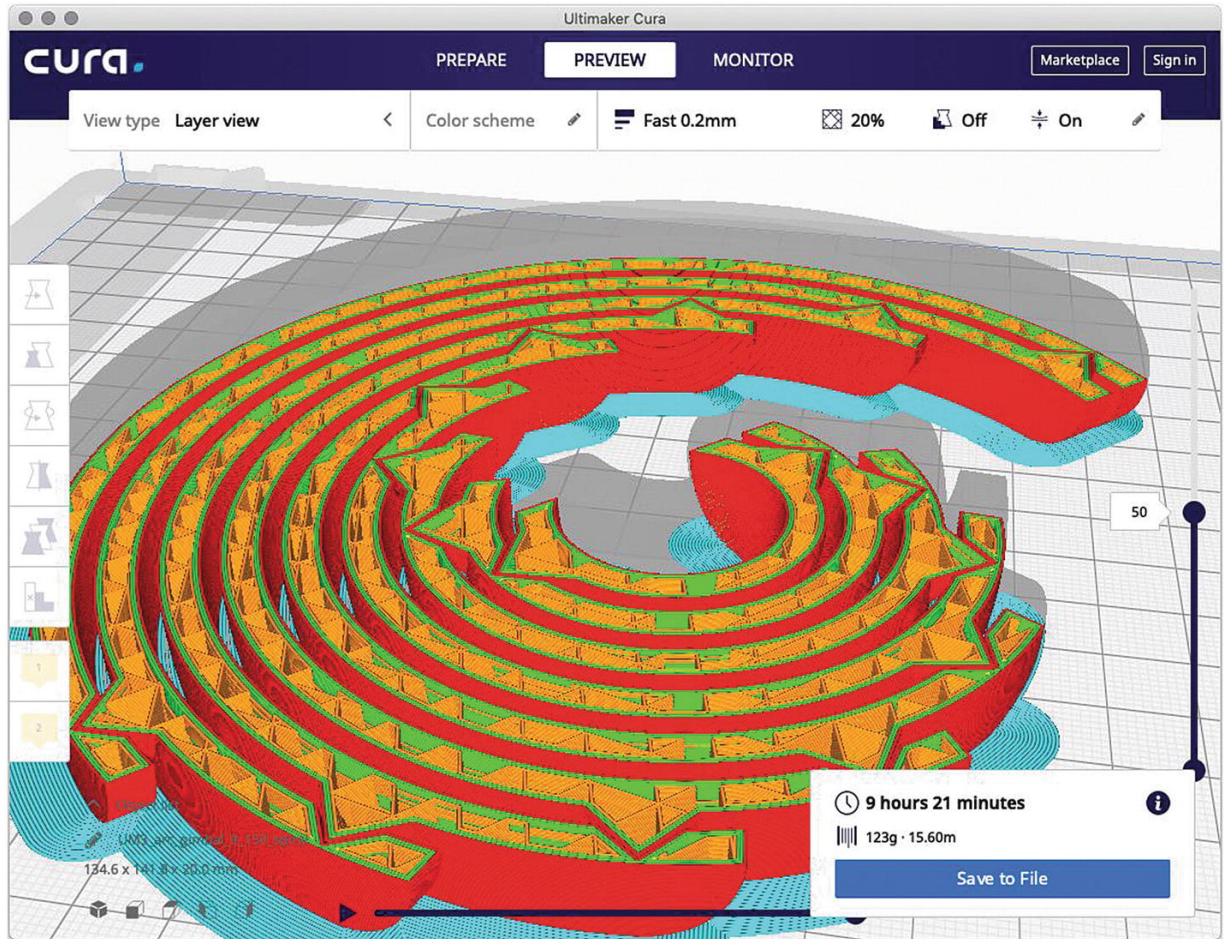 Ultimaker Cura
cura.
PREPARE PREVIEW MONITOR
Marketplace Sign in
View type Layer view Color scheme Fast 0.2mm 20% Off On
50
1
2
9 hours 21 minutes
123g · 15.60m
Save to File
134.6 x 141.8 x 20.0 mm